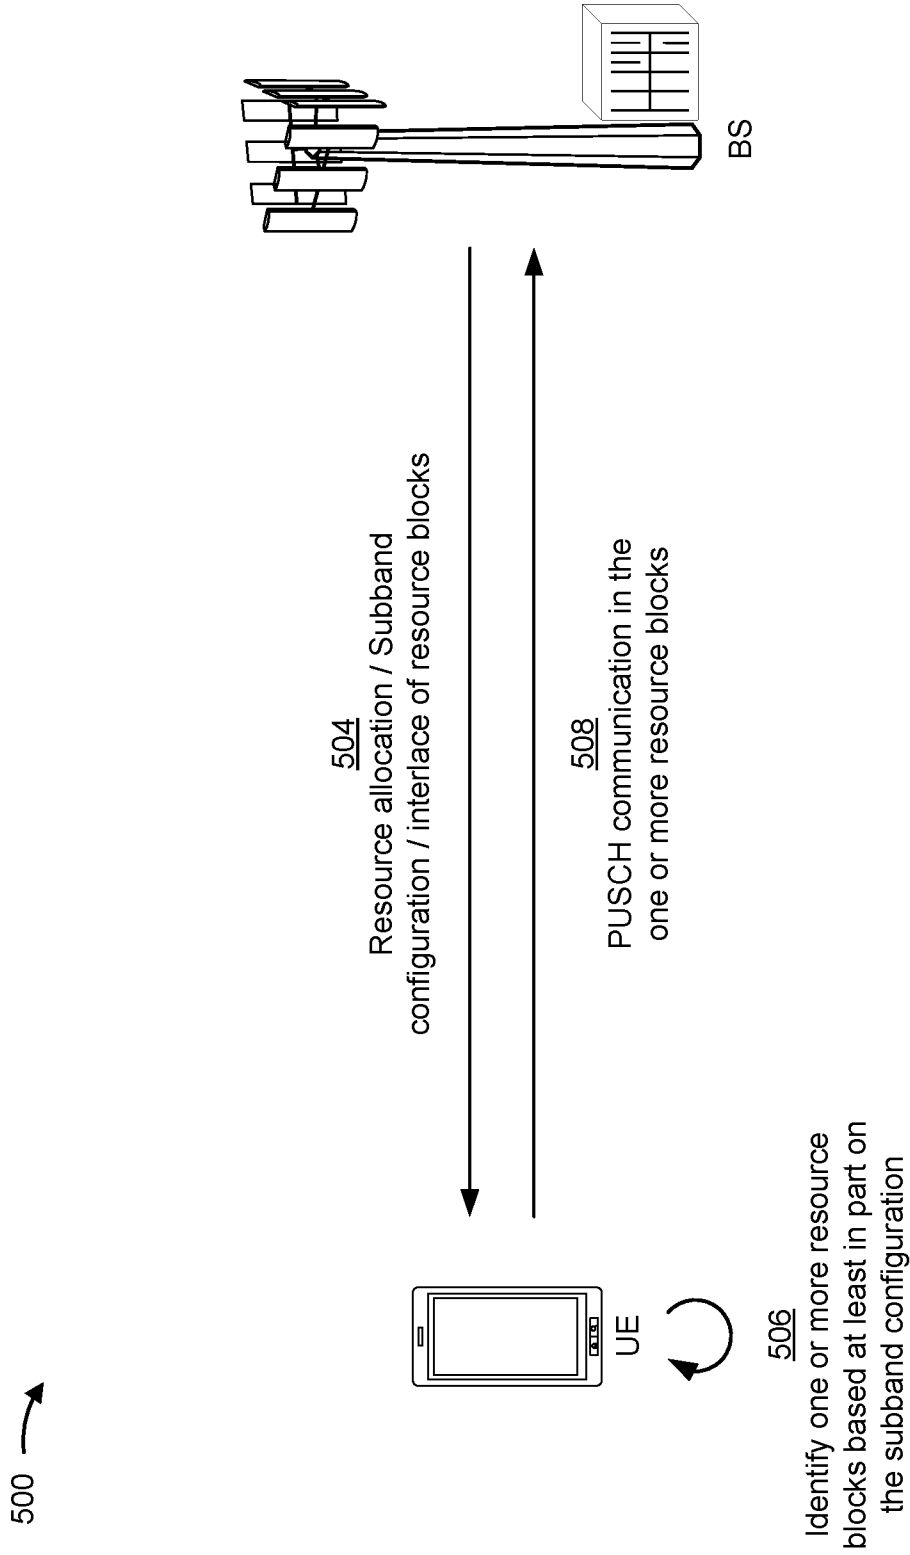 500
504
Resource allocation / Subband
configuration / interlace of resource blocks
508
PUSCH communication in the
one or more resource blocks
UE
BS
506
Identify one or more resource
blocks based at least in part on
the subband configuration